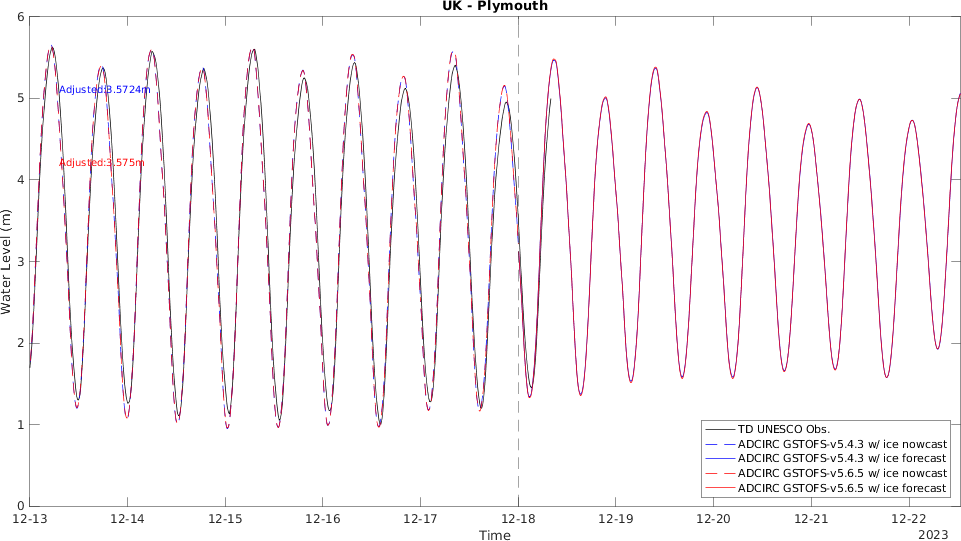 UK - Plymouth
6
5
4
3
2
1
0
Water Level (m)
Adjusted:3.5724m
Adjusted:3.575m
TD UNESCO Obs.
ADCIRC GSTOFS-v5.4.3 w/ ice nowcast
ADCIRC GSTOFS-v5.4.3 w/ ice forecast
ADCIRC GSTOFS-v5.6.5 w/ ice nowcast
ADCIRC GSTOFS-v5.6.5 w/ ice forecast
12-13 12-14 12-15 12-16 12-17 12-18 12-19 12-20 12-21 12-22
Time
2023